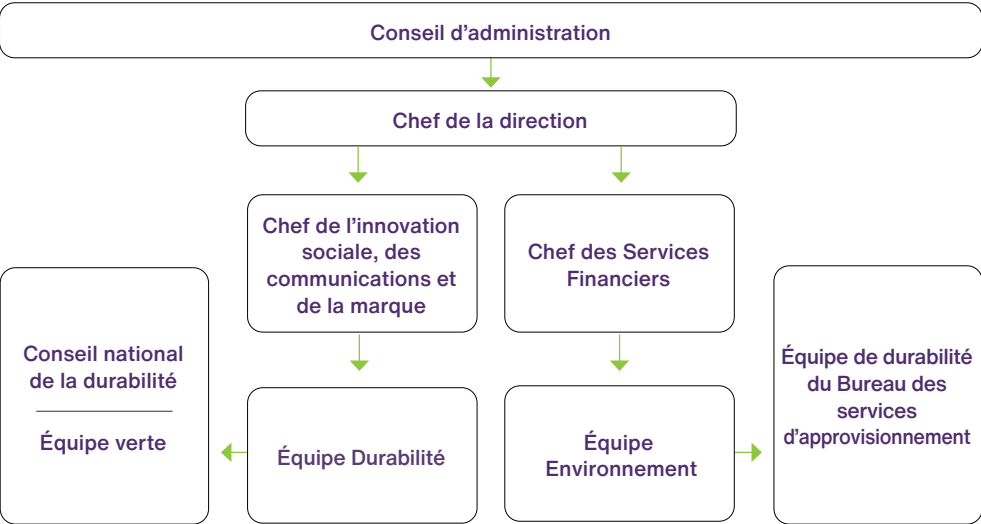 Conseil d’administration
Chef de la direction
Chef de l’innovation
sociale, des
communications et
de la marque
Chef des Services
Financiers
Conseil national
de la durabilité
Équipe verte
Équipe Durabilité
Équipe
Environnement
Équipe de durabilité
du Bureau des
services
d’approvisionnement